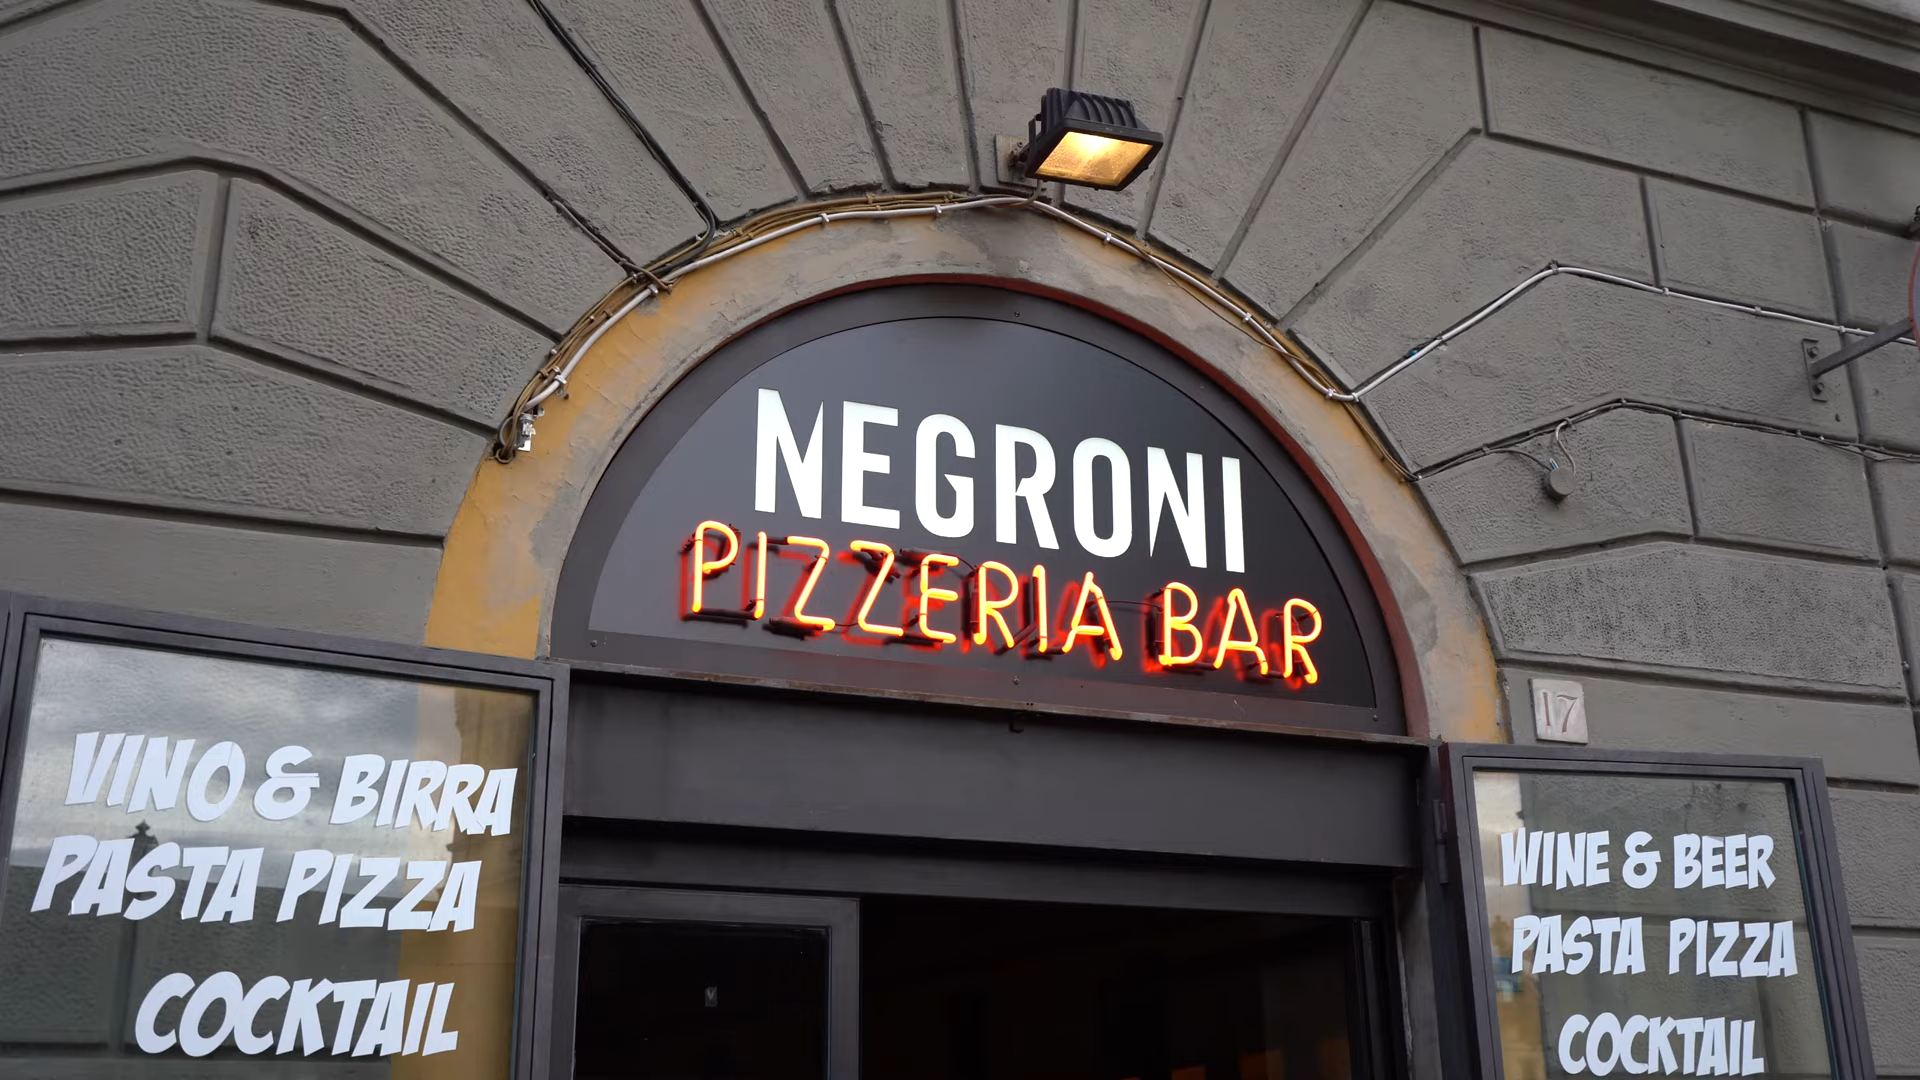 NEGRONI
PIZZERIA BAR
17
VINO & BIRRA
PASTA PIZZA
COCKTAIL
WINE & BEER
PASTA PIZZA
COCKTAIL